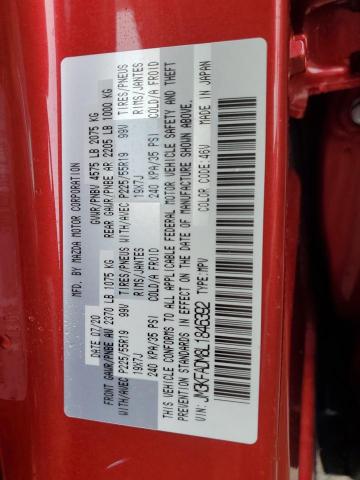 MFD. BY MAZDA MOTOR CORPORATION
DATE 07/20 GVWR/PNBV 4575 LB 2075 KG
FRONT GAWR/PNBE AV 2370 LB 1075 KG REAR GAWR/PNBE AR 2205 LB 1000 KG
WITH/AVEC P225/55R19 99V TIRES/PNEUS WITH/AVEC P225/55R19 99V TIRES/PNEUS
19X7J RIMS/JANTES 19X7J RIMS/JANTES
240 KPA/35 PSI COLD/A FROID 240 KPA/35 PSI COLD/A FROID
THIS VEHICLE CONFORMS TO ALL APPLICABLE FEDERAL MOTOR VEHICLE SAFETY AND THEFT
PREVENTION STANDARDS IN EFFECT ON THE DATE OF MANUFACTURE SHOWN ABOVE.
VIN: TYPE: MPV COLOR CODE: 46V MADE IN JAPAN